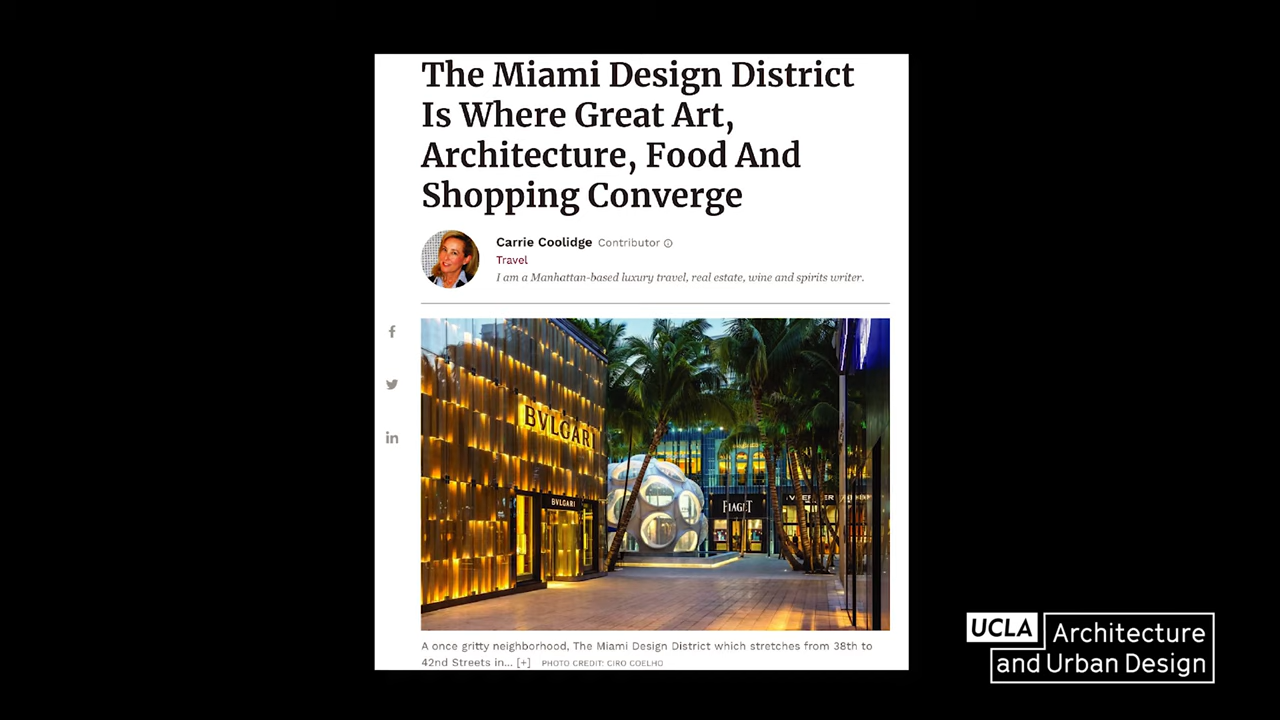 The Miami Design District
Is Where Great Art,
Architecture, Food And
Shopping Converge
Carrie Coolidge Contributor
Travel
I am a Manhattan-based luxury travel, real estate, wine and spirits writer.
BVLGARI
BVLGARI
PIAGET
A once gritty neighborhood, The Miami Design District which stretches from 38th to
42nd Streets in... [+] PHOTO CREDIT: CIRO COELHO
UCLA Architecture
and Urban Design